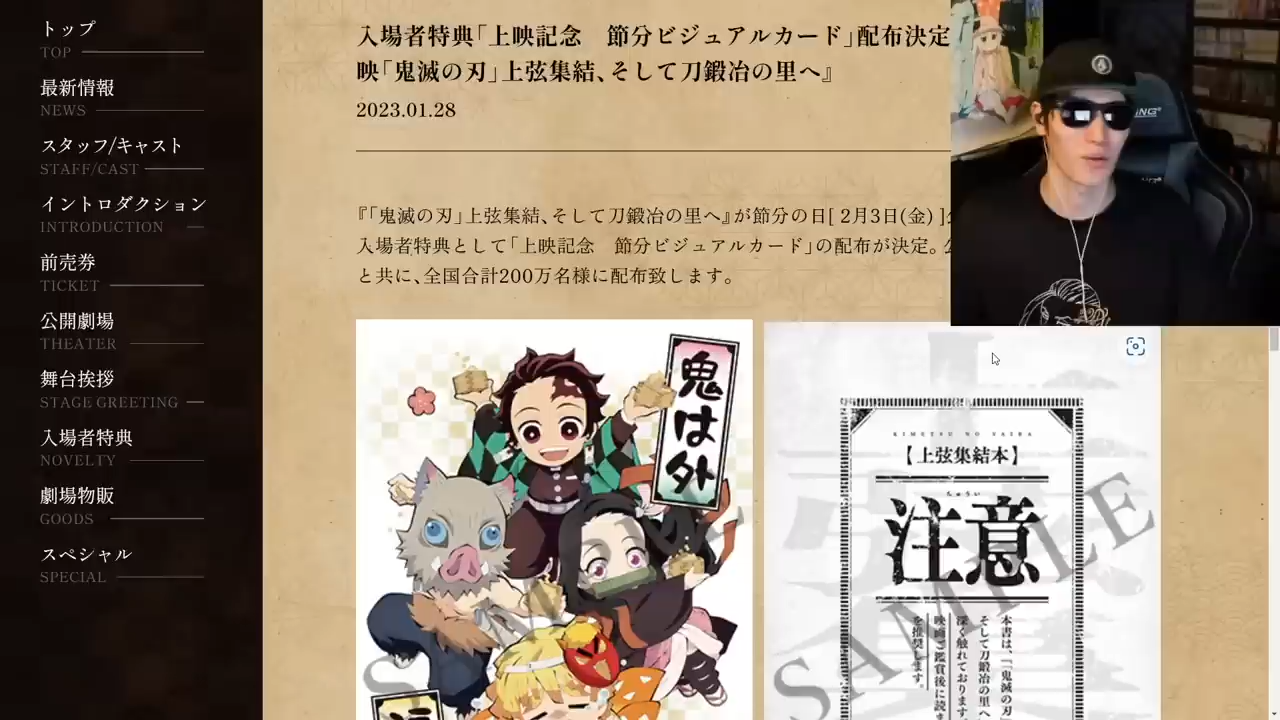 トップ
TOP
最新情報
NEWS
スタッフ/キャスト
STAFF/CAST
イントロダクション
INTRODUCTION
前売券
TICKET
公開劇場
THEATER
舞台挨拶
STAGE GREETING
入場者特典
NOVELTY
劇場物販
GOODS
スペシャル
SPECIAL
入場者特典「上映記念　節分ビジュアルカード」配布決定
映「鬼滅の刃」上弦集結、そして刀鍛冶の里へ』
2023.01.28
『「鬼滅の刃」上弦集結、そして刀鍛冶の里へ』が節分の日[ 2月3日(金) ]
入場者特典として「上映記念　節分ビジュアルカード」の配布が決定。
と共に、全国合計200万名様に配布致します。
鬼は外
KIMETSU NO YAIBA
【上弦集結本】
ちゅうい
注意
本書は、「「鬼滅の刃」
そして刀鍛冶の里へ
深く触れております。
映画ご鑑賞後に読ま
を推奨します。
SAMPLE